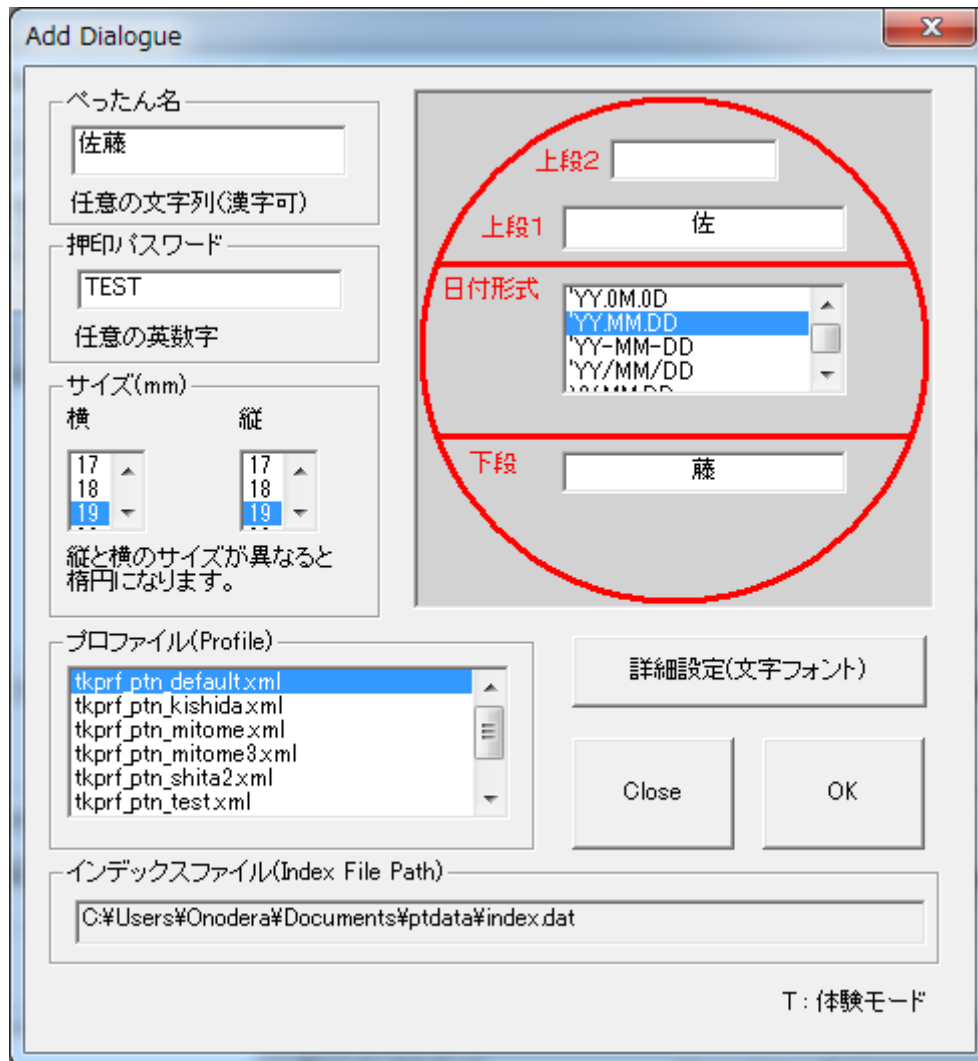 Add Dialogue
ぺったん名
佐藤
任意の文字列(漢字可)
押印パスワード
TEST
任意の英数字
サイズ(mm)
横 縦
17 17
18 18
19 19
縦と横のサイズが異なると
楕円になります。
上段2
上段1 佐
日付形式
'YY.0M.0D
'YY.MM.DD
'YY-MM-DD
'YY/MM/DD
下段 藤
プロファイル(Profile)
tkprf_ptn_default.xml
tkprf_ptn_kishida.xml
tkprf_ptn_mitome.xml
tkprf_ptn_mitome3.xml
tkprf_ptn_shita2.xml
tkprf_ptn_test.xml
詳細設定(文字フォント)
Close OK
インデックスファイル(Index File Path)
C:¥Users¥Onodera¥Documents¥ptdata¥index.dat
T : 体験モード